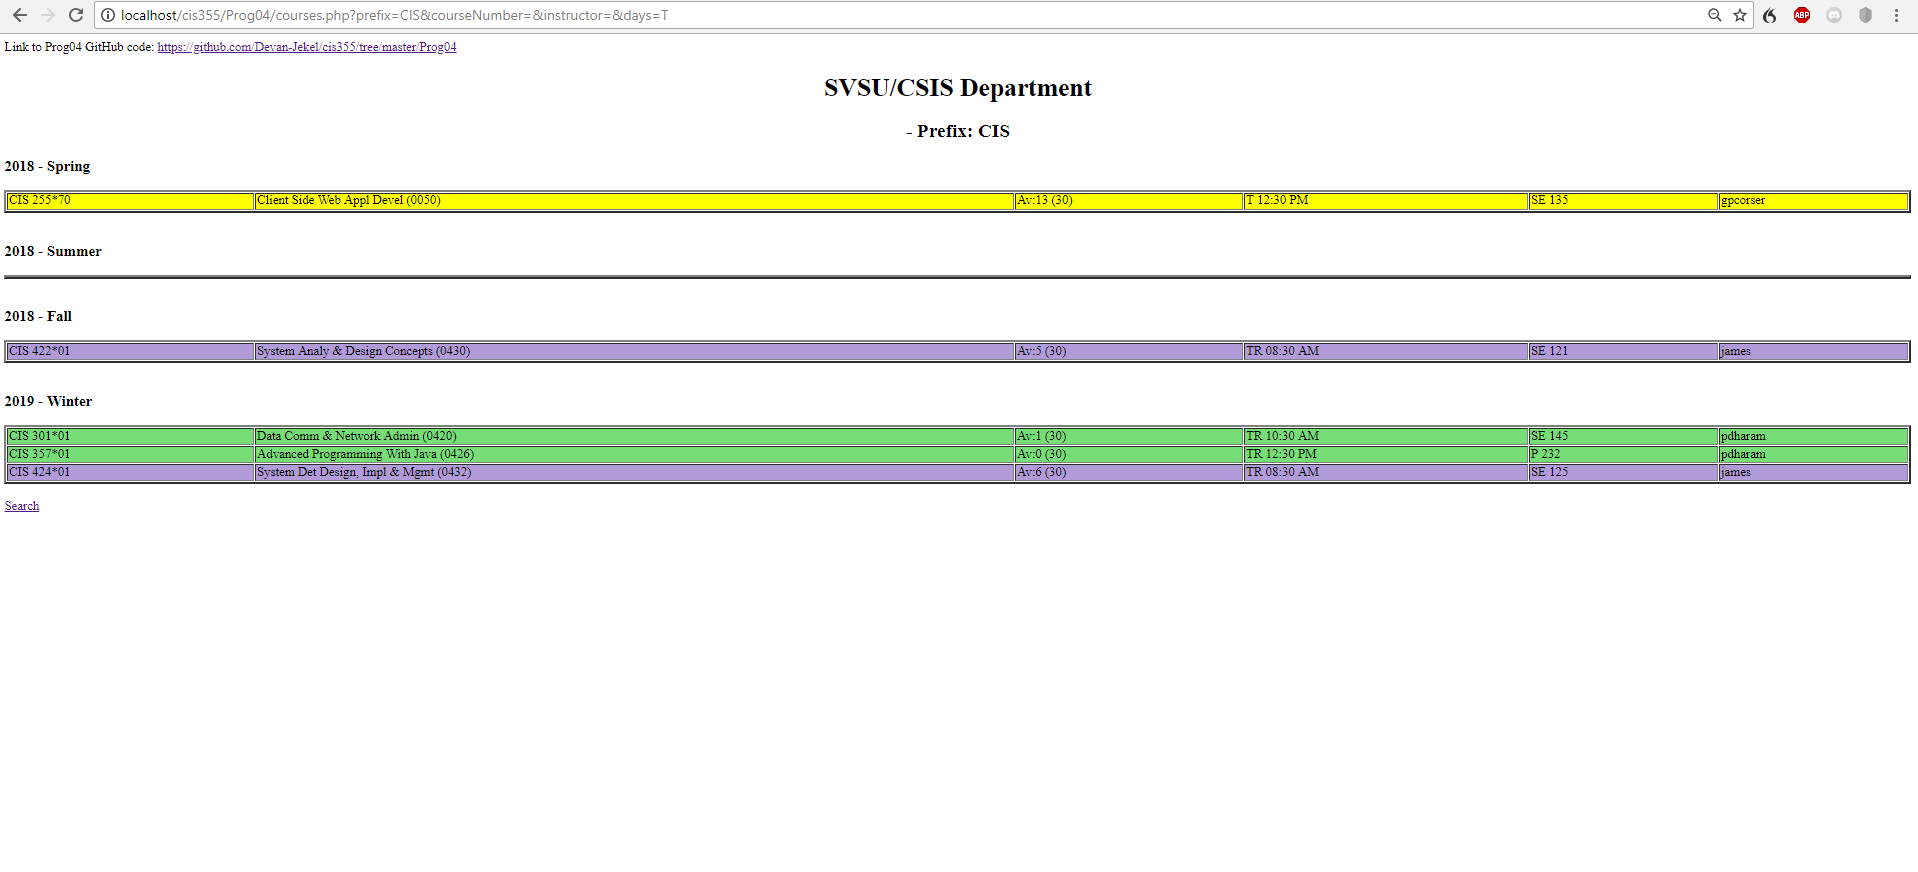 localhost/cis355/Prog04/courses.php?prefix=CIS&courseNumber=&instructor=&days=T
ABP
Link to Prog04 GitHub code: https://github.com/Devan-Jekel/cis355/tree/master/Prog04
SVSU/CSIS Department
- Prefix: CIS
2018 - Spring
CIS 255*70 Client Side Web Appl Devel (0050) Av:13 (30) T 12:30 PM SE 135 gpcorser
2018 - Summer
2018 - Fall
CIS 422*01 System Analy & Design Concepts (0430) Av:5 (30) TR 08:30 AM SE 121 james
2019 - Winter
CIS 301*01 Data Comm & Network Admin (0420) Av:1 (30) TR 10:30 AM SE 145 pdharam
CIS 357*01 Advanced Programming With Java (0426) Av:0 (30) TR 12:30 PM P 232 pdharam
CIS 424*01 System Det Design, Impl & Mgmt (0432) Av:6 (30) TR 08:30 AM SE 125 james
Search